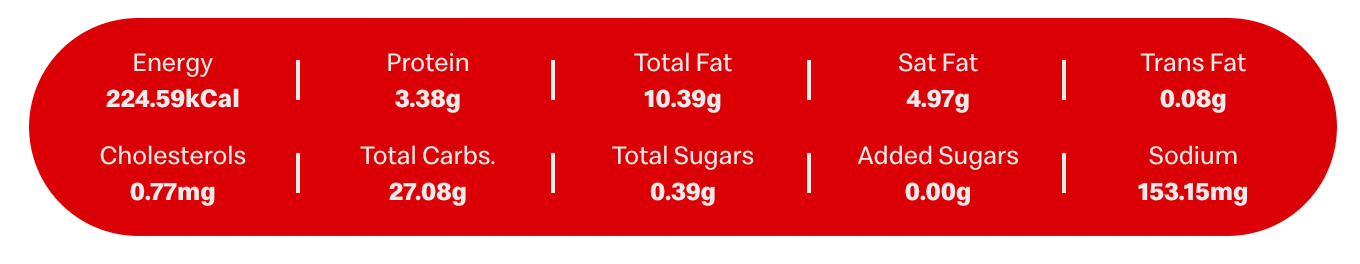 Energy Protein Total Fat Sat Fat Trans Fat
224.59kCal 3.38g 10.39g 4.97g 0.08g
Cholesterols Total Carbs. Total Sugars Added Sugars Sodium
0.77mg 27.08g 0.39g 0.00g 153.15mg